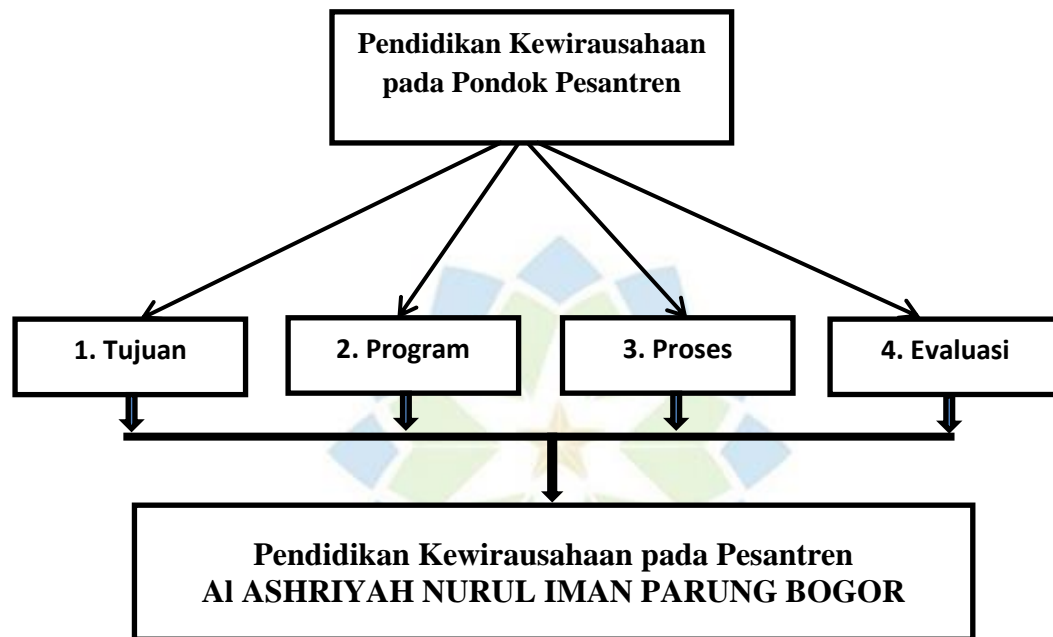 Pendidikan Kewirausahaan
pada Pondok Pesantren
1. Tujuan
2. Program
3. Proses
4. Evaluasi
Pendidikan Kewirausahaan pada Pesantren
Al ASHRIYAH NURUL IMAN PARUNG BOGOR